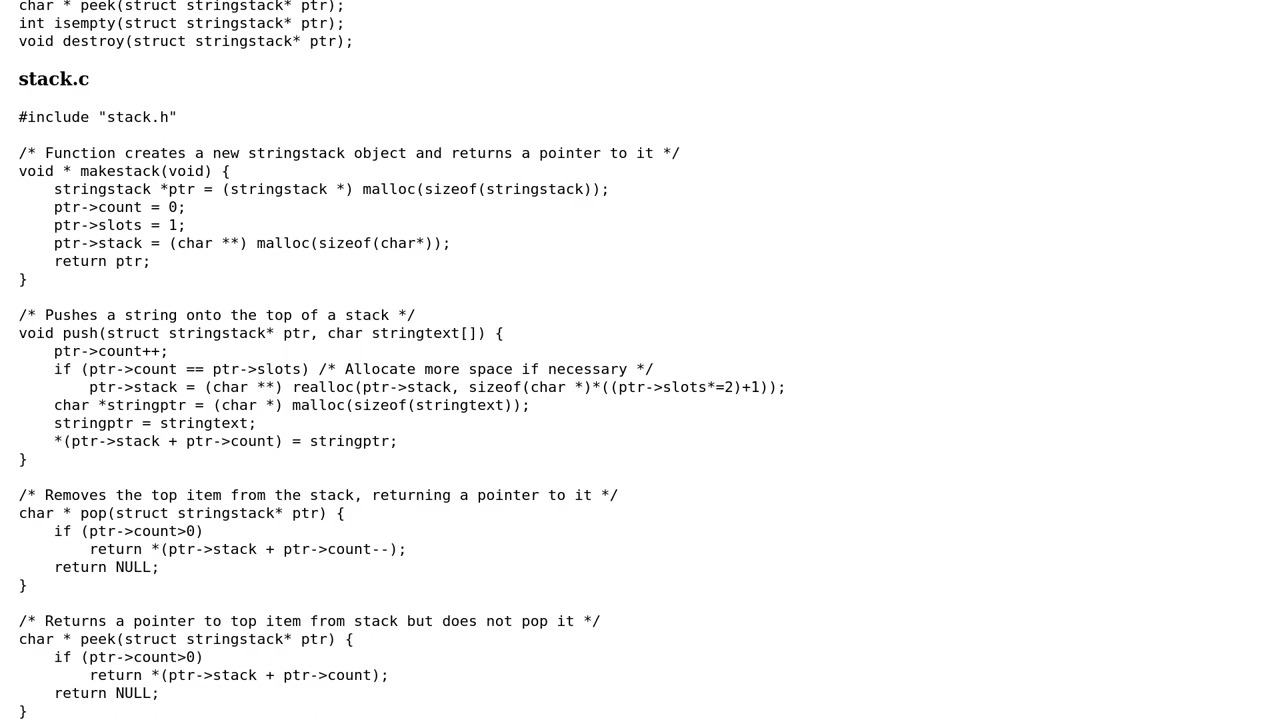 char * peek(struct stringstack* ptr);
int isempty(struct stringstack* ptr);
void destroy(struct stringstack* ptr);
stack.c
#include "stack.h"
/* Function creates a new stringstack object and returns a pointer to it */
void * makestack(void) {
    stringstack *ptr = (stringstack *) malloc(sizeof(stringstack));
    ptr->count = 0;
    ptr->slots = 1;
    ptr->stack = (char **) malloc(sizeof(char*));
    return ptr;
}
/* Pushes a string onto the top of a stack */
void push(struct stringstack* ptr, char stringtext[]) {
    ptr->count++;
    if (ptr->count == ptr->slots) /* Allocate more space if necessary */
        ptr->stack = (char **) realloc(ptr->stack, sizeof(char *)*((ptr->slots*=2)+1));
    char *stringptr = (char *) malloc(sizeof(stringtext));
    stringptr = stringtext;
    *(ptr->stack + ptr->count) = stringptr;
}
/* Removes the top item from the stack, returning a pointer to it */
char * pop(struct stringstack* ptr) {
    if (ptr->count>0)
        return *(ptr->stack + ptr->count--);
    return NULL;
}
/* Returns a pointer to top item from stack but does not pop it */
char * peek(struct stringstack* ptr) {
    if (ptr->count>0)
        return *(ptr->stack + ptr->count);
    return NULL;
}